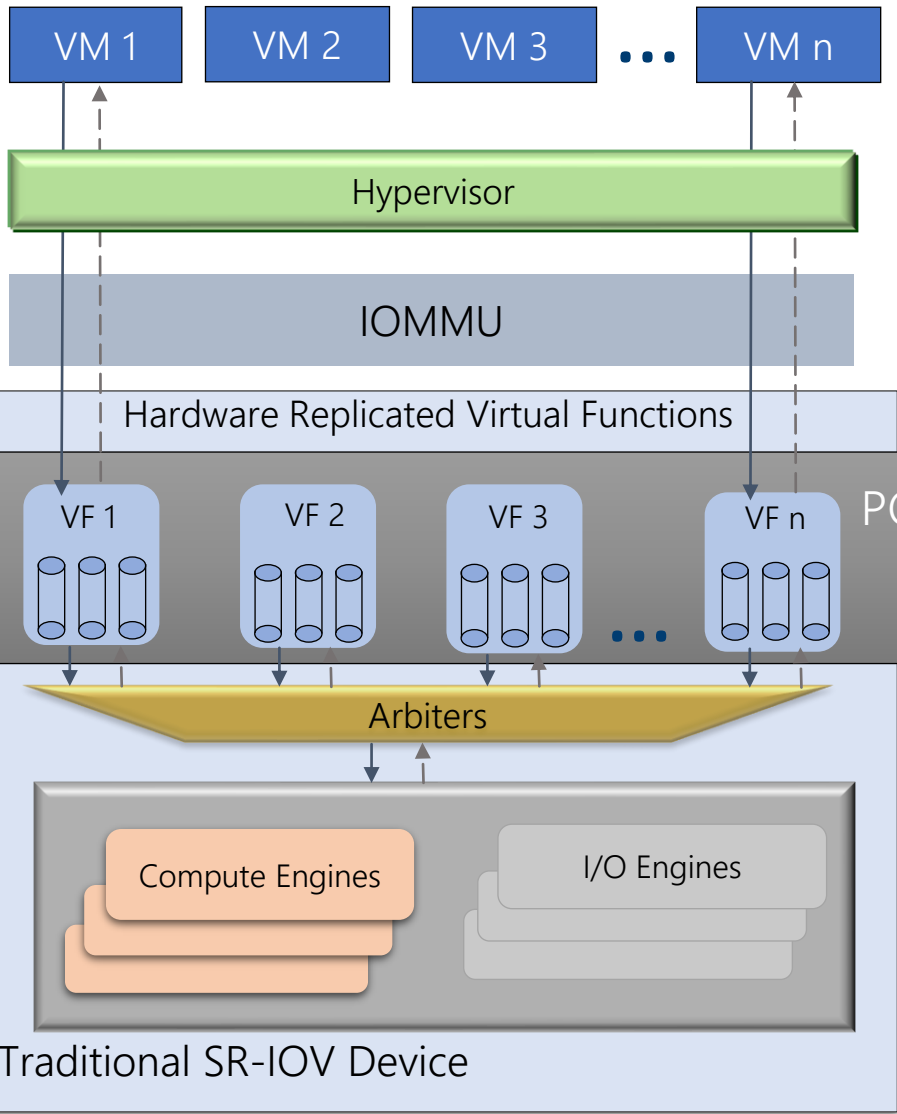 VM 1 VM 2 VM 3 ... VM n
Hypervisor
IOMMU
Hardware Replicated Virtual Functions
VF 1 VF 2 VF 3 ... VF n
Arbiters
Compute Engines
I/O Engines
Traditional SR-IOV Device